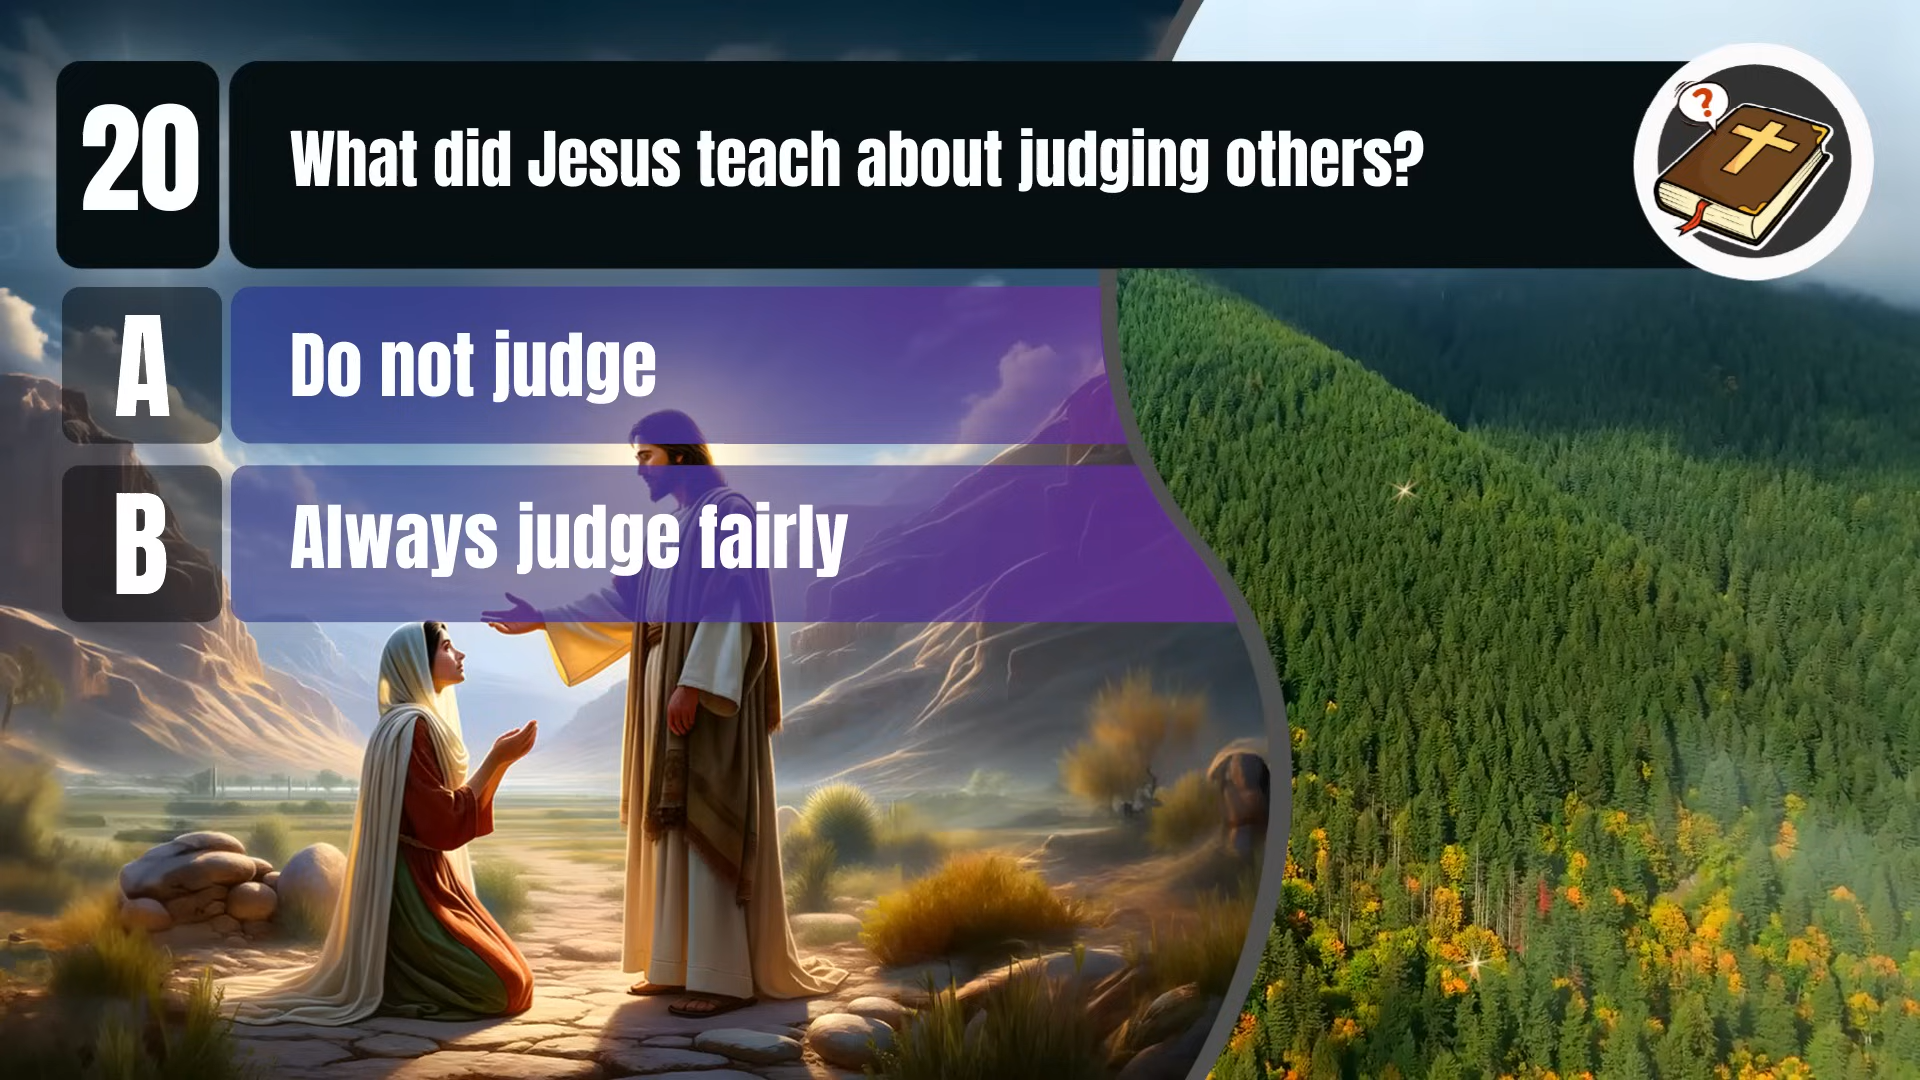 20
What did Jesus teach about judging others?
?
A
Do not judge
B
Always judge fairly